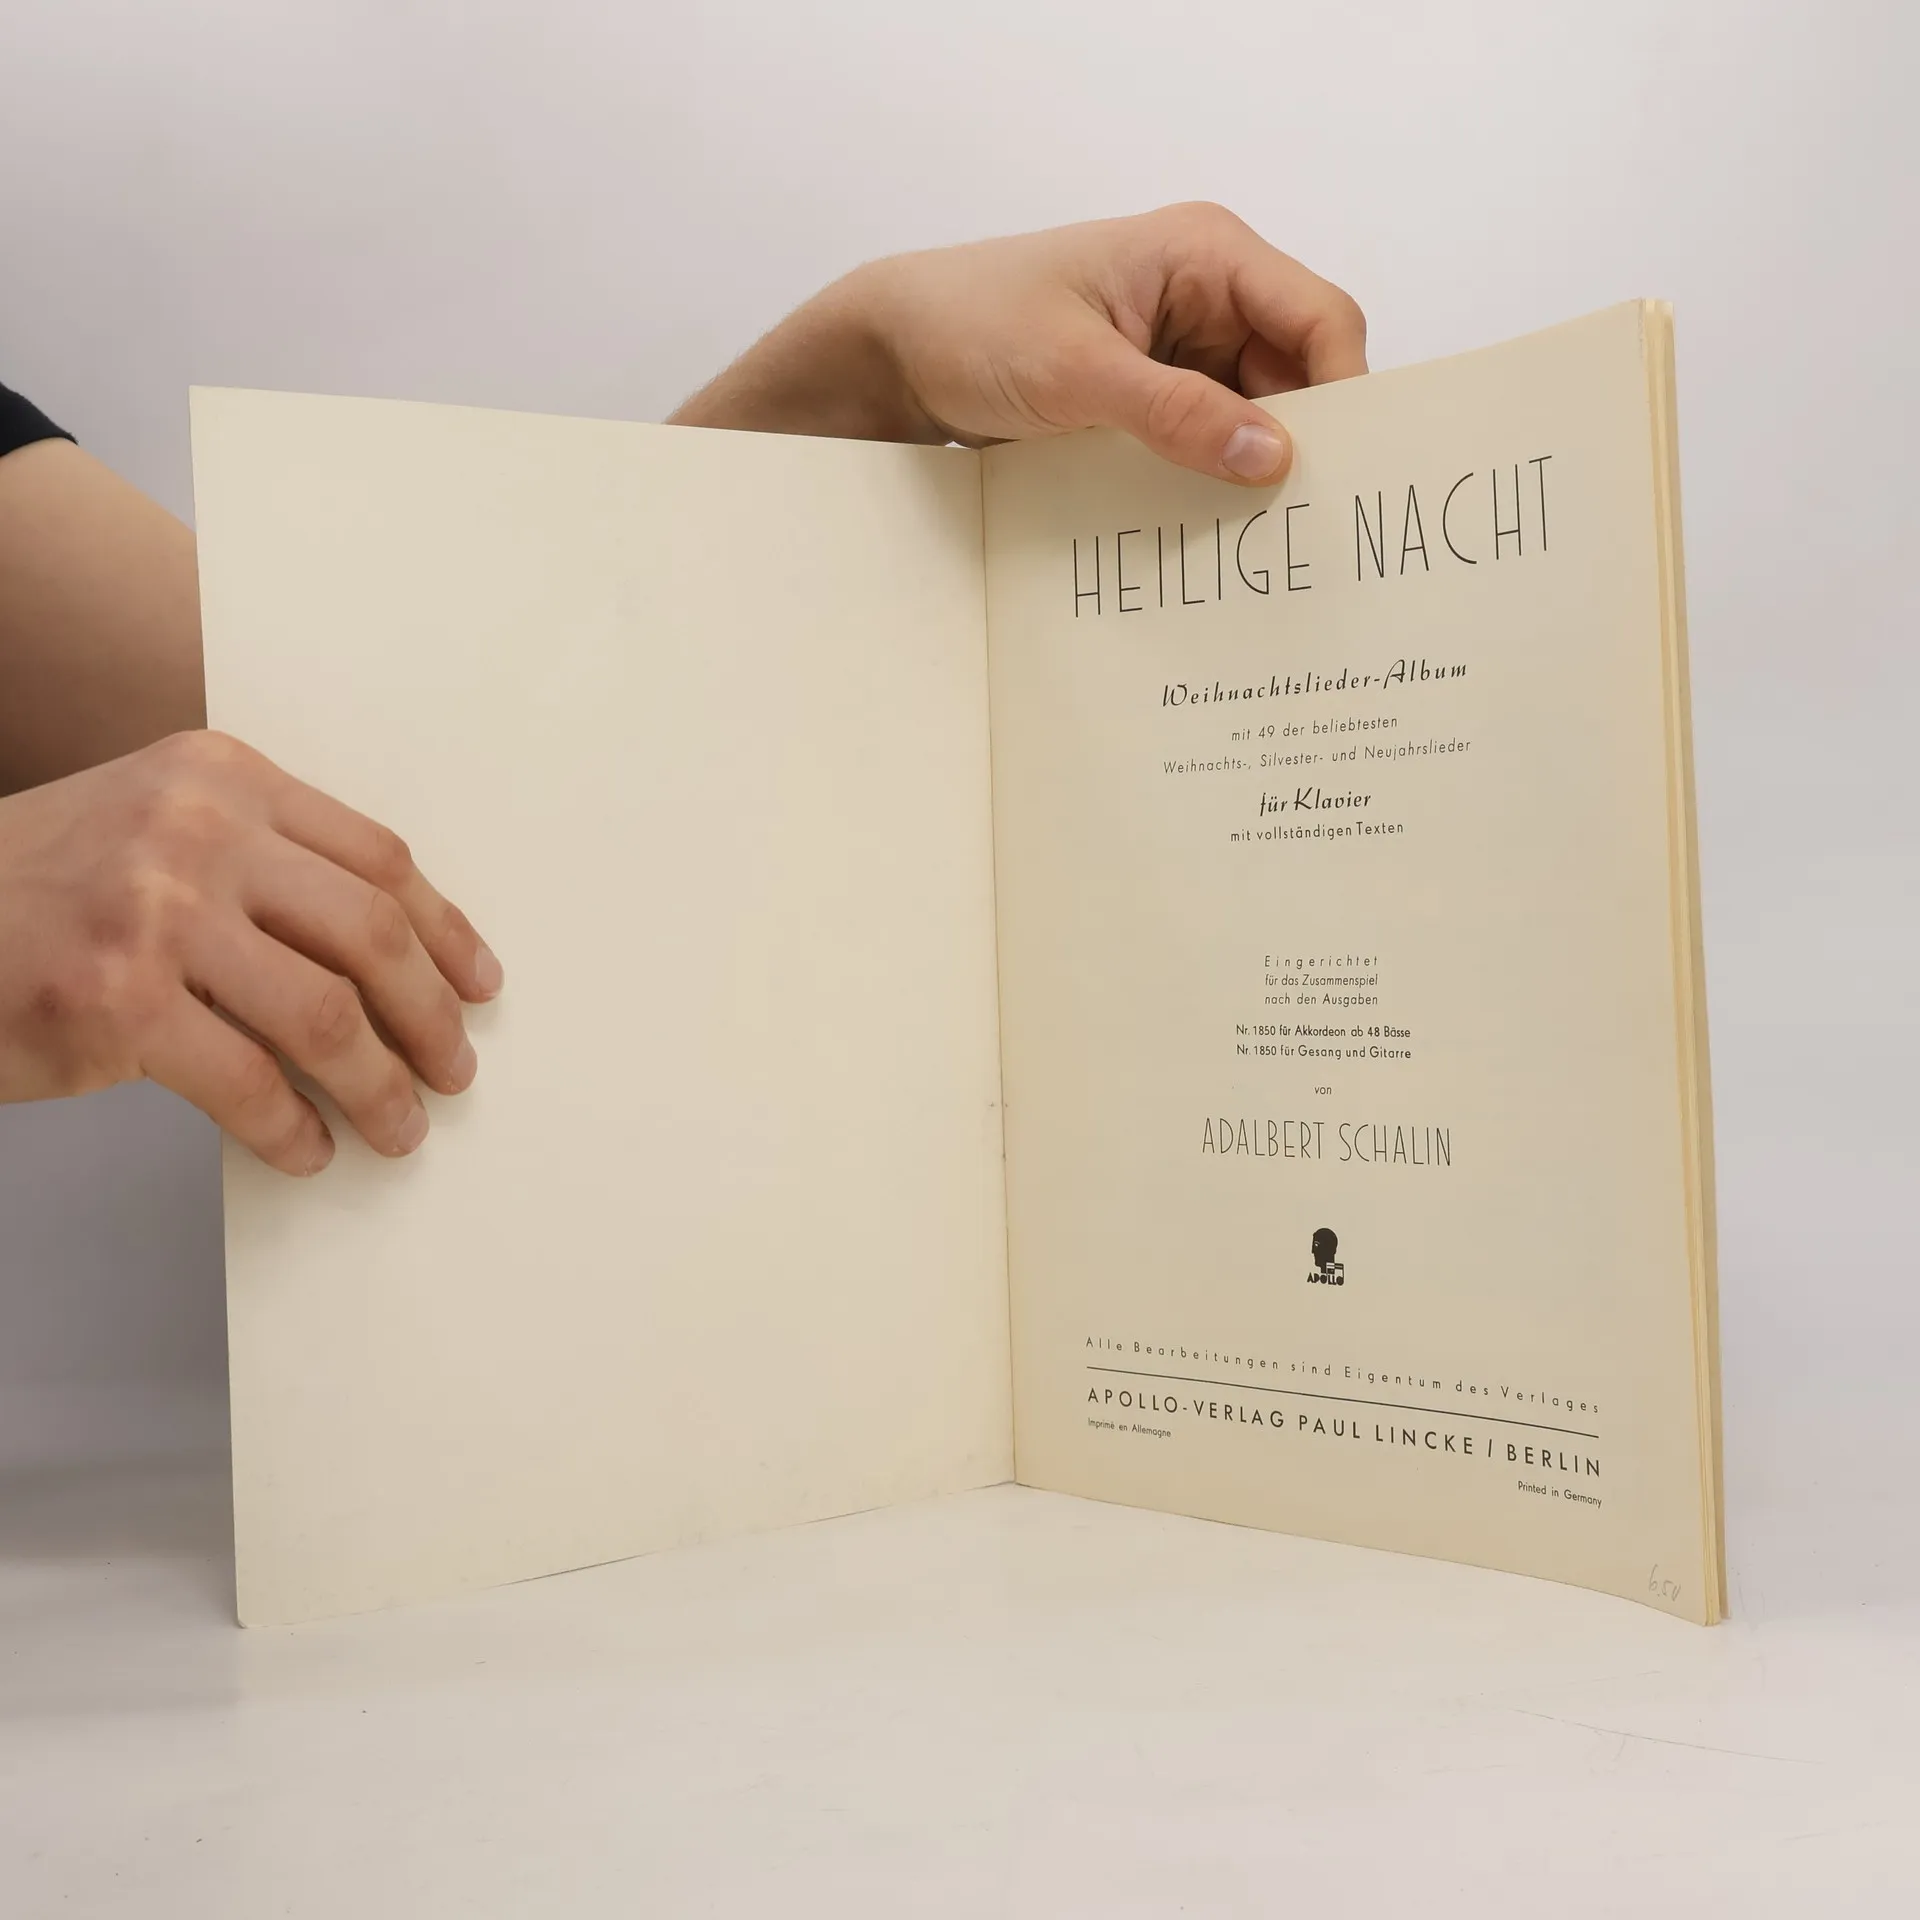 HEILIGE NACHT
Weihnachtslieder-Album
mit 49 der beliebtesten
Weihnachts-, Silvester- und Neujahrslieder
für Klavier
mit vollständigen Texten
Eingerichtet
für das Zusammenspiel
nach den Ausgaben
Nr. 1850 für Akkordeon ab 48 Bässe
Nr. 1850 für Gesang und Gitarre
von
ADALBERT SCHALIN
APOLLO
Alle Bearbeitungen sind Eigentum des Verlages
APOLLO-VERLAG PAUL LINCKE / BERLIN
Imprimé en Allemagne
Printed in Germany